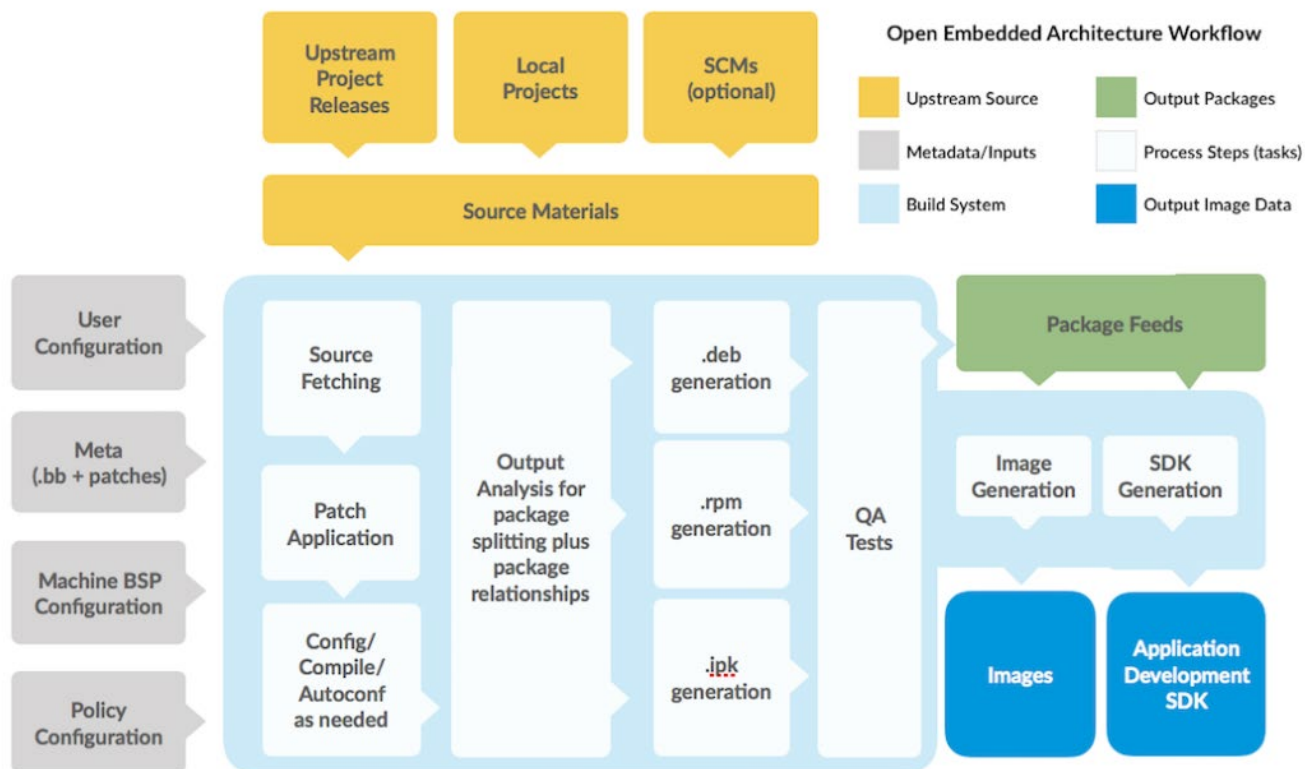 Upstream
Project
Releases
Local
Projects
SCMs
(optional)
Open Embedded Architecture Workflow
Upstream Source
Output Packages
Metadata/Inputs
Process Steps (tasks)
Build System
Output Image Data
Source Materials
User
Configuration
Meta
(.bb + patches)
Machine BSP
Configuration
Policy
Configuration
Source
Fetching
Patch
Application
Config/
Compile/
Autoconf
as needed
Output
Analysis for
package
splitting plus
package
relationships
.deb
generation
.rpm
generation
.ipk
generation
QA
Tests
Package Feeds
Image
Generation
SDK
Generation
Images
Application
Development
SDK